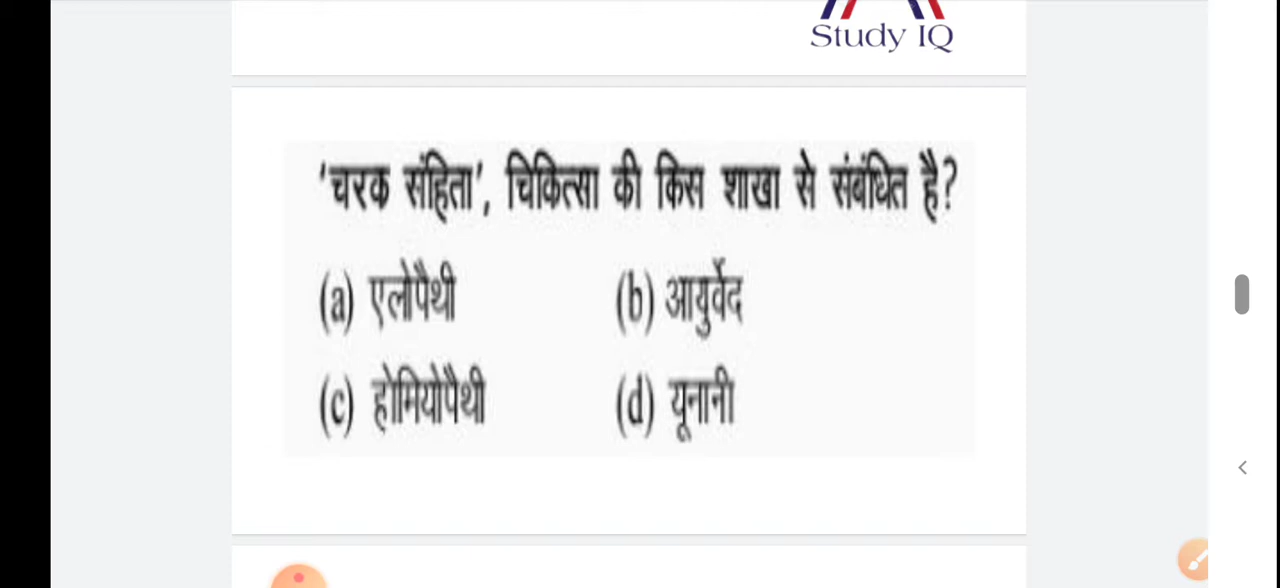 Study IQ
'चरक संहिता', चिकित्सा की किस शाखा से संबंधित है?
(a) एलोपैथी (b) आयुर्वेद
(c) होमियोपैथी (d) यूनानी